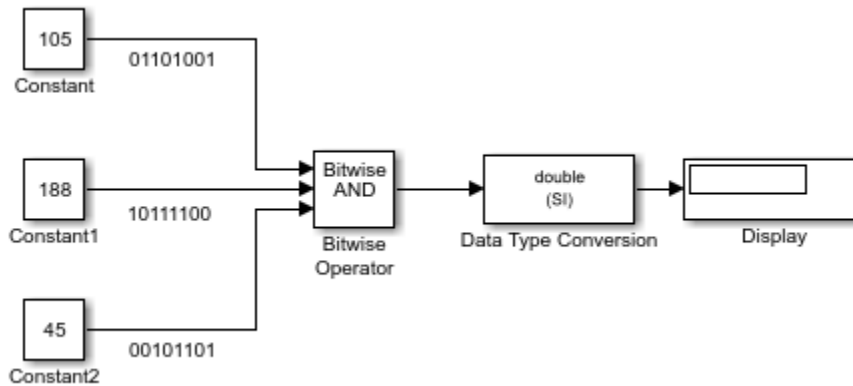 105
Constant
01101001
188
Constant1
10111100
45
Constant2
00101101
Bitwise
AND
Bitwise
Operator
double
(SI)
Data Type Conversion
Display